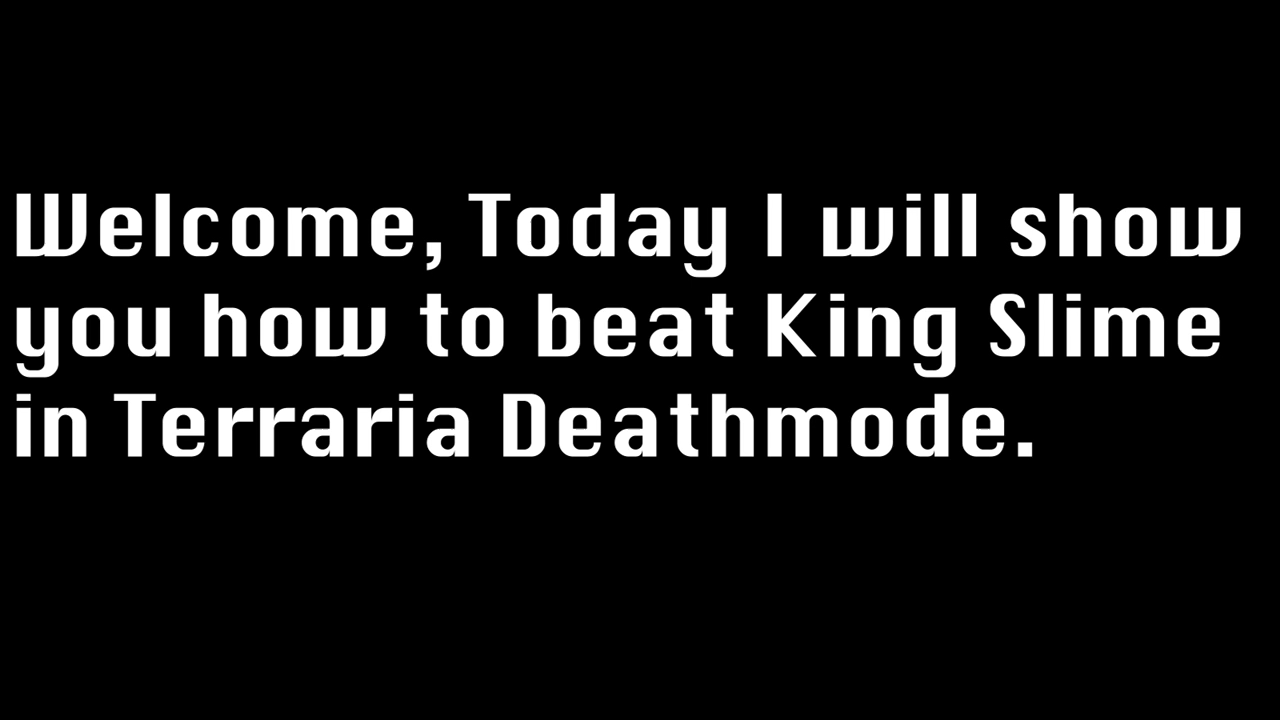 Welcome, Today I will show
you how to beat King Slime
in Terraria Deathmode.